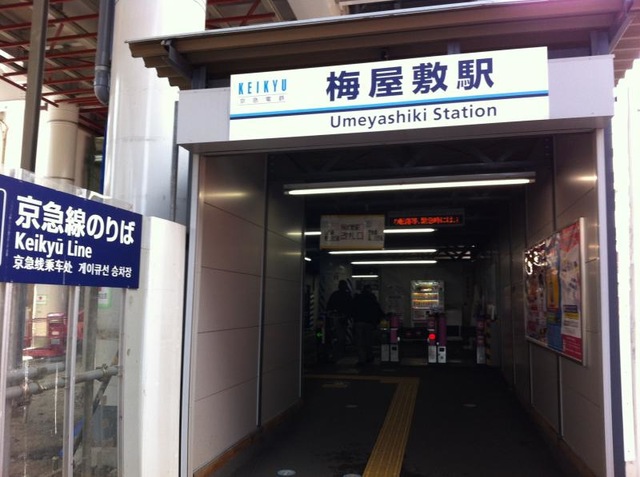 KEIKYU
京急電鉄
梅屋敷駅
Umeyashiki Station
京急線のりば
Keikyū Line
京急线乘车处 게이큐선 승차장